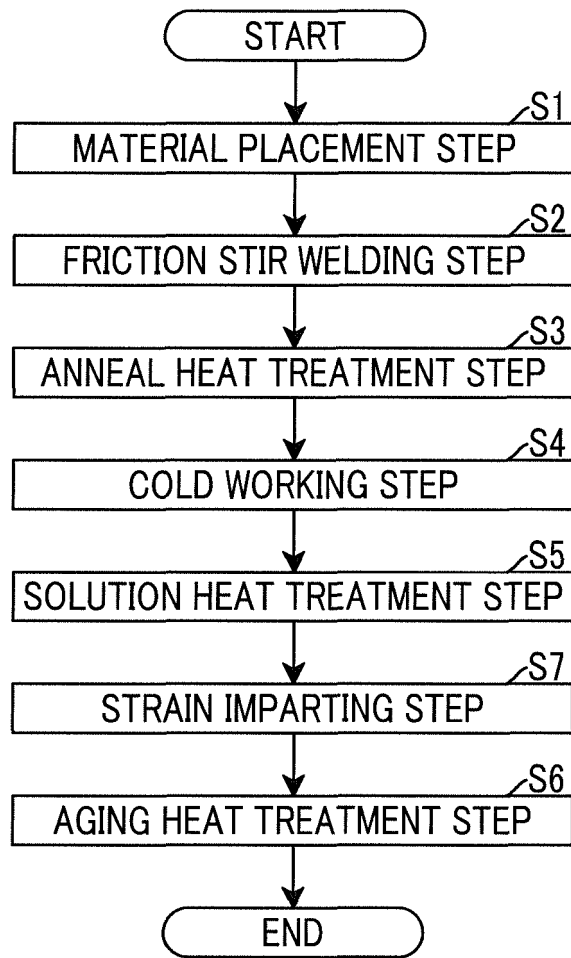 START
S1
MATERIAL PLACEMENT STEP
S2
FRICTION STIR WELDING STEP
S3
ANNEAL HEAT TREATMENT STEP
S4
COLD WORKING STEP
S5
SOLUTION HEAT TREATMENT STEP
S7
STRAIN IMPARTING STEP
S6
AGING HEAT TREATMENT STEP
END